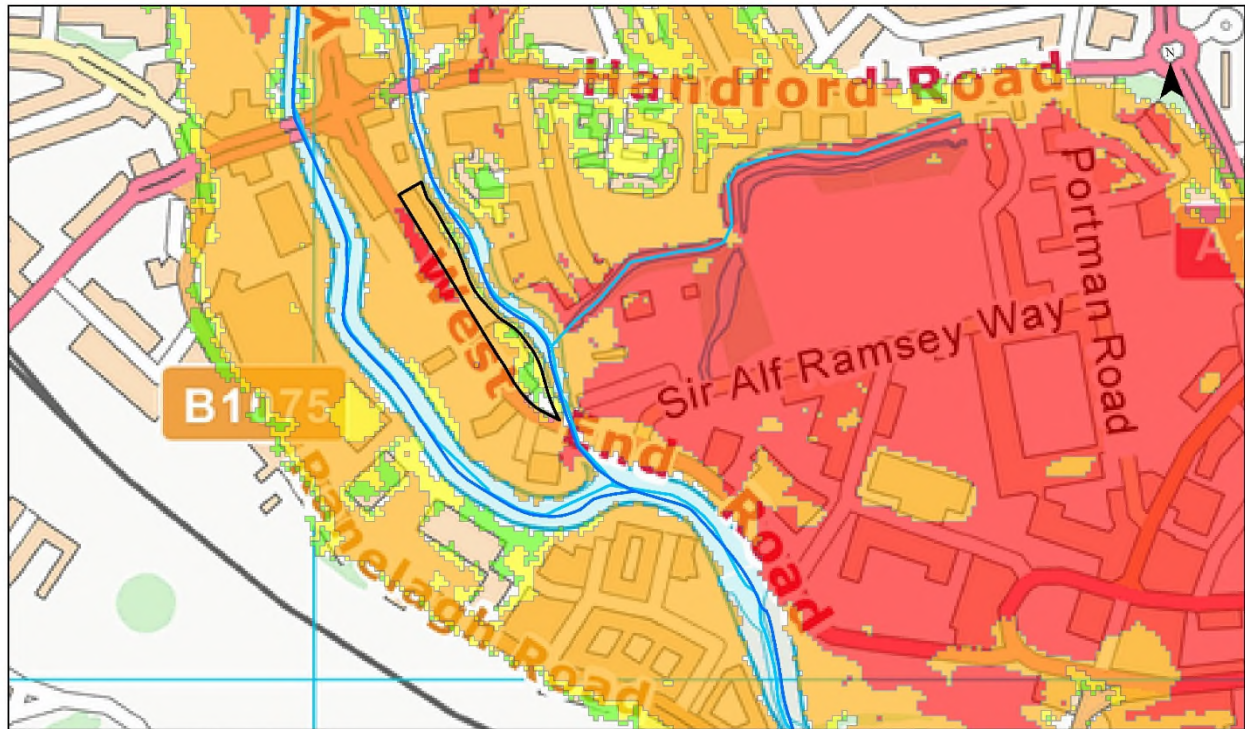 Y
Handford Road
N
Portman Road
A
West End Road
Sir Alf Ramsey Way
B1075
Ranelagh Road